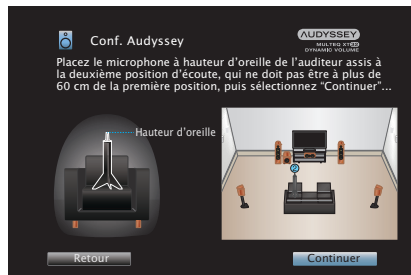 Conf. Audyssey
AUDYSSEY
MULTEQ XT32
DYNAMIC VOLUME
Placez le microphone à hauteur d'oreille de l'auditeur assis à
la deuxième position d'écoute, qui ne doit pas être à plus de
60 cm de la première position, puis sélectionnez “Continuer”...
Hauteur d'oreille
2
Retour
Continuer